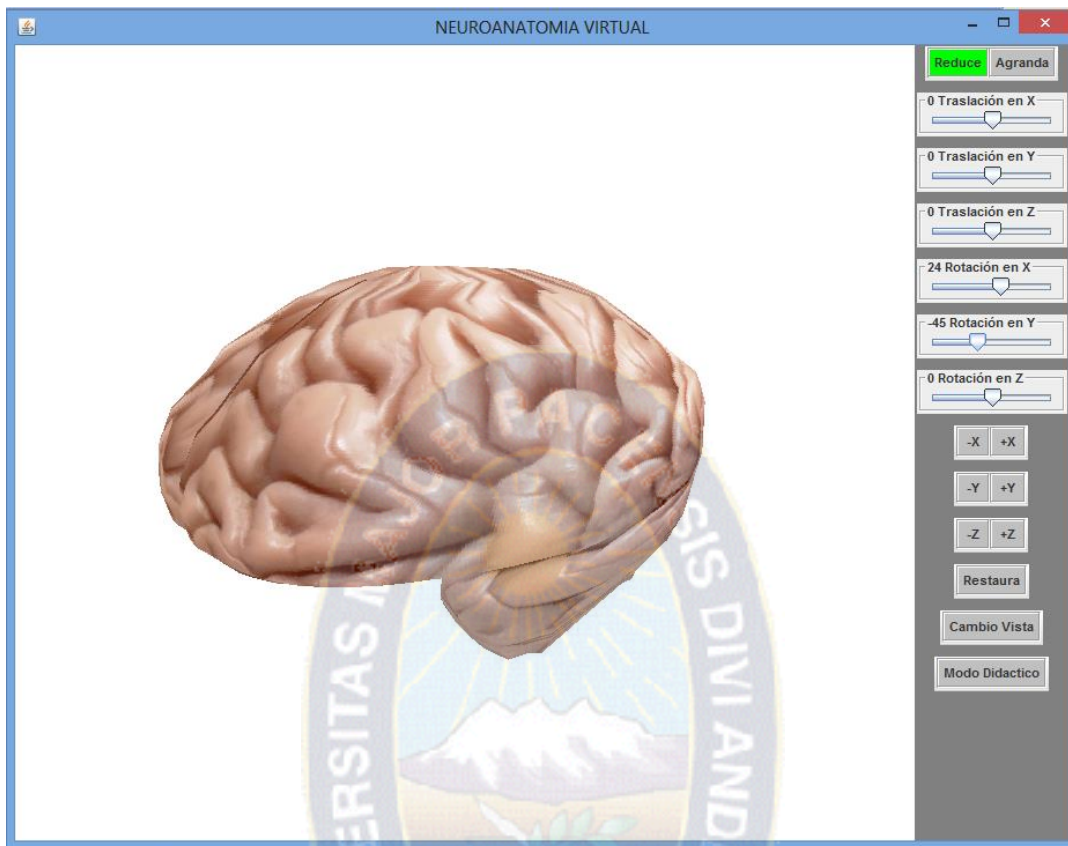 NEUROANATOMIA VIRTUAL
Reduce Agranda
0 Traslación en X
0 Traslación en Y
0 Traslación en Z
24 Rotación en X
-45 Rotación en Y
0 Rotación en Z
-X +X
-Y +Y
-Z +Z
Restaura
Cambio Vista
Modo Didactico